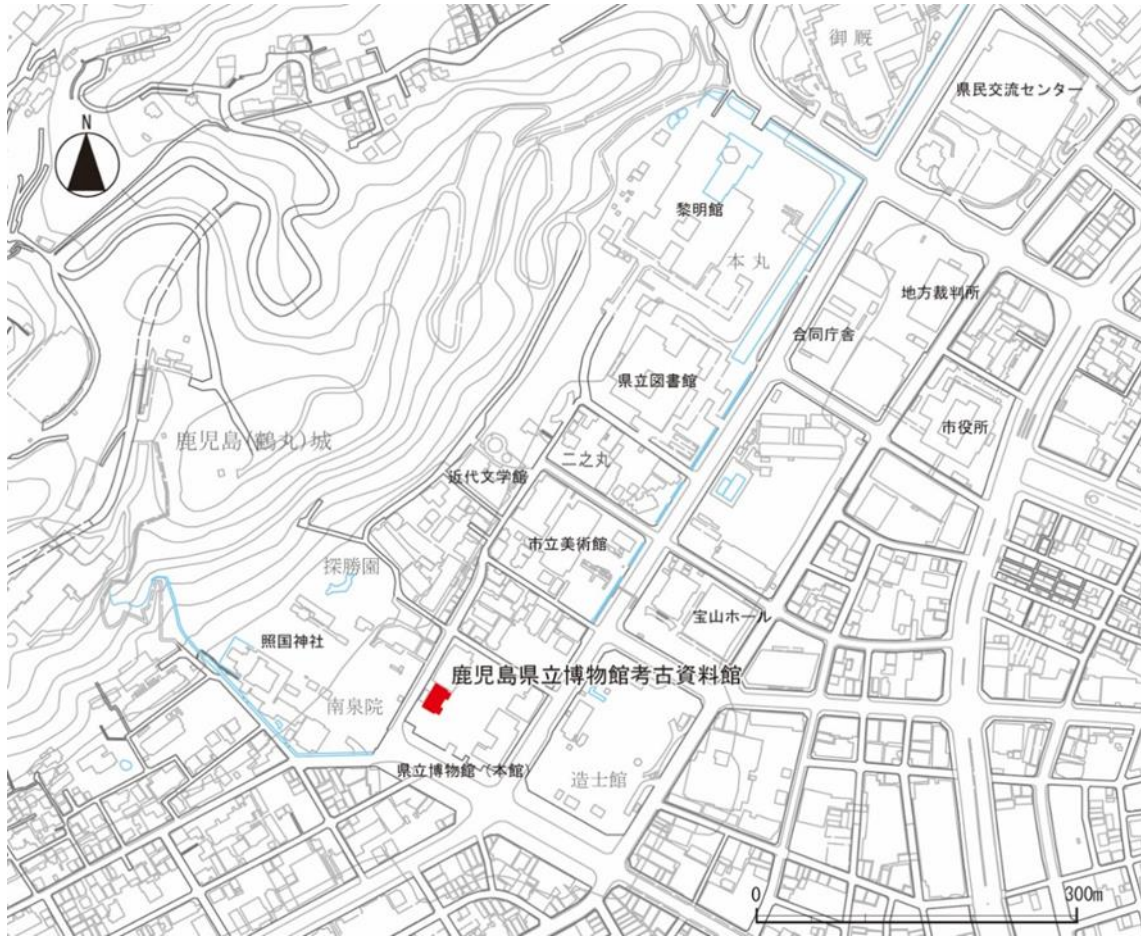 御厩
県民交流センター
N
黎明館
本丸
地方裁判所
合同庁舎
県立図書館
市役所
鹿児島(鶴丸)城
二之丸
近代文学館
市立美術館
探勝園
宝山ホール
照国神社
鹿児島県立博物館考古資料館
南泉院
県立博物館(本館)
造士館
0
300m